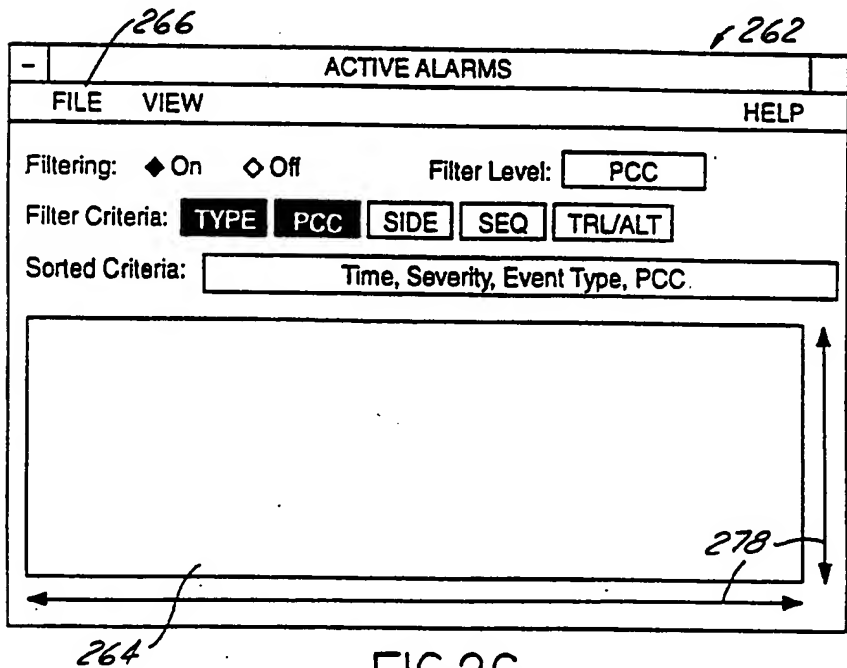 266
262
- ACTIVE ALARMS
FILE VIEW HELP
Filtering: On Off Filter Level: PCC
Filter Criteria: TYPE PCC SIDE SEQ TRL/ALT
Sorted Criteria: Time, Severity, Event Type, PCC.
278
264